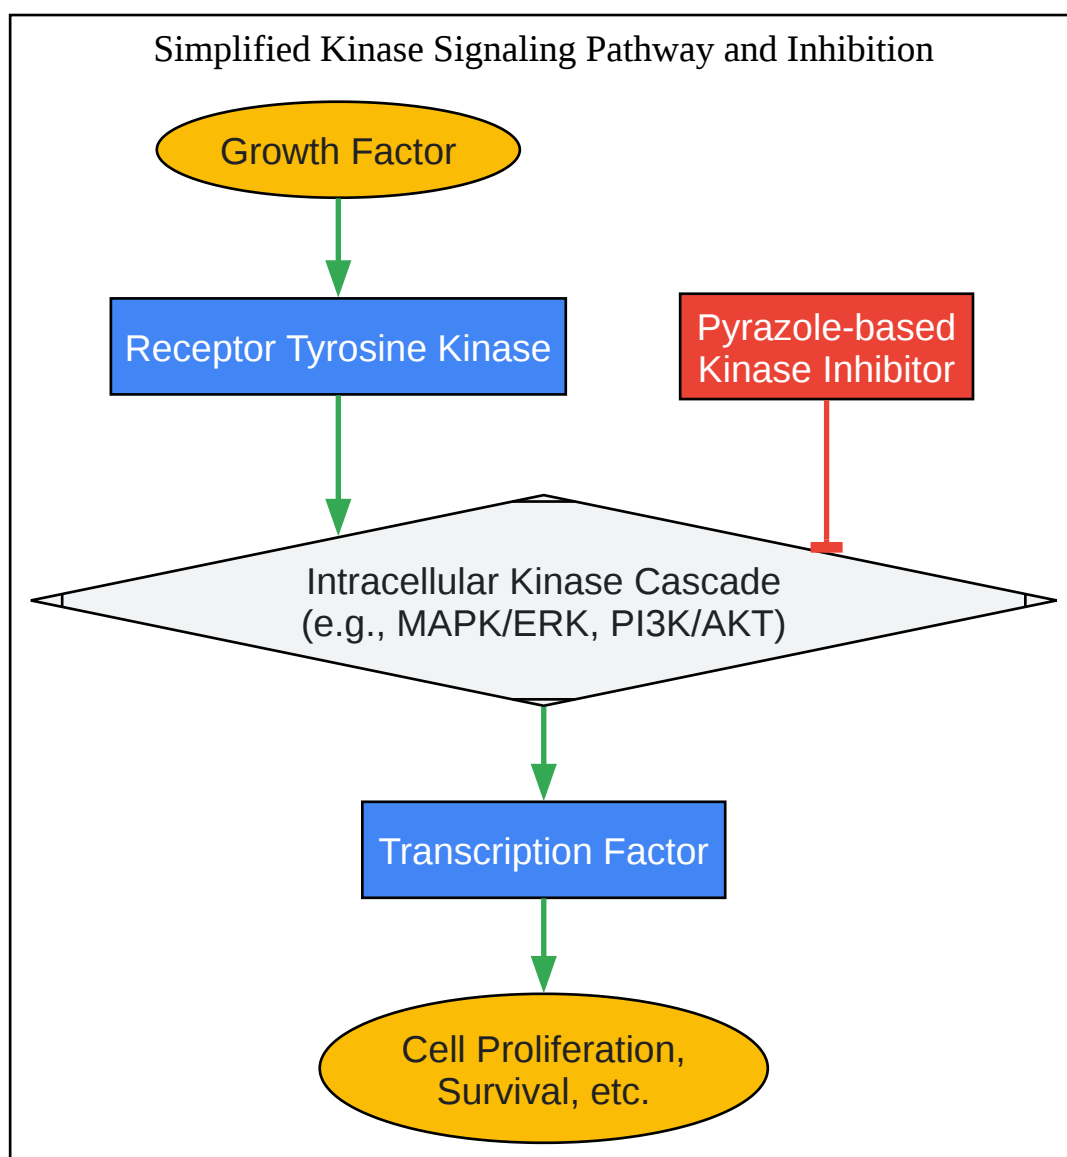 Simplified Kinase Signaling Pathway and Inhibition
Growth Factor
Receptor Tyrosine Kinase
Pyrazole-based
Kinase Inhibitor
Intracellular Kinase Cascade
(e.g., MAPK/ERK, PI3K/AKT)
Transcription Factor
Cell Proliferation,
Survival, etc.